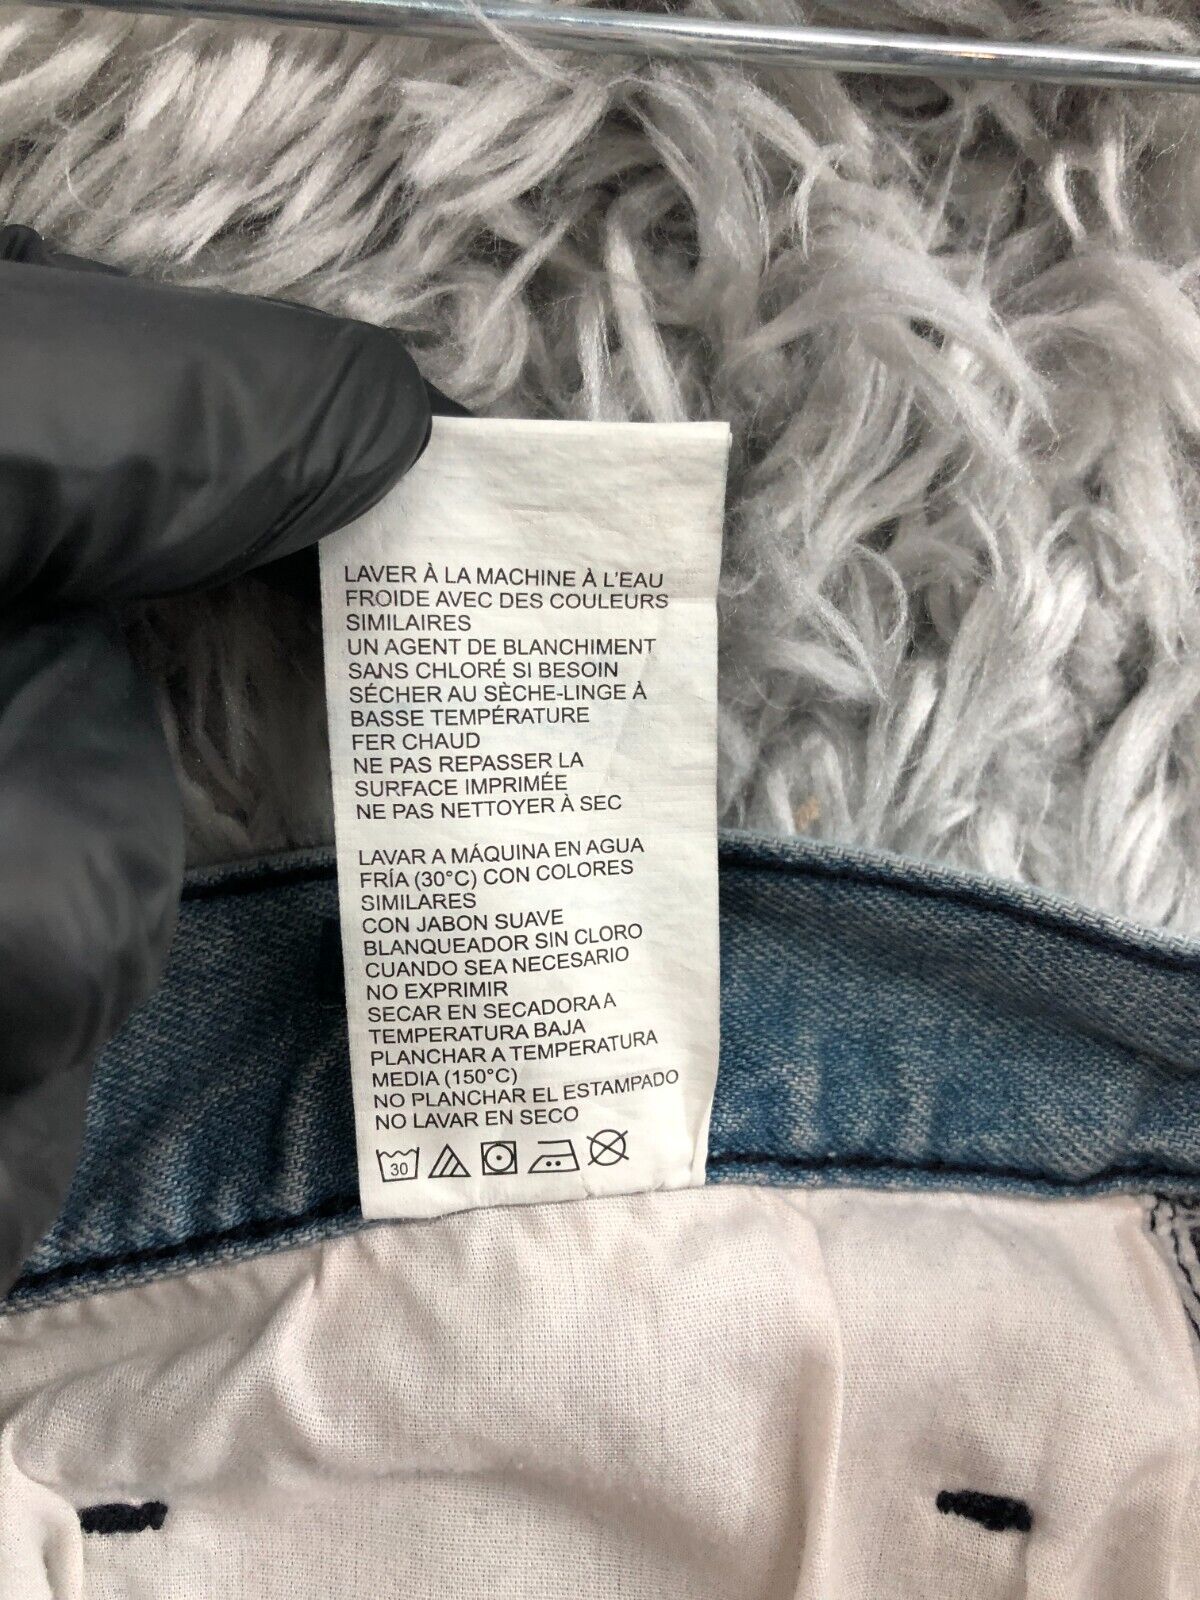 LAVER À LA MACHINE À L'EAU
FROIDE AVEC DES COULEURS
SIMILAIRES
UN AGENT DE BLANCHIMENT
SANS CHLORÉ SI BESOIN
SÉCHER AU SÈCHE-LINGE À
BASSE TEMPÉRATURE
FER CHAUD
NE PAS REPASSER LA
SURFACE IMPRIMÉE
NE PAS NETTOYER À SEC
LAVAR A MÁQUINA EN AGUA
FRÍA (30°C) CON COLORES
SIMILARES
CON JABON SUAVE
BLANQUEADOR SIN CLORO
CUANDO SEA NECESARIO
NO EXPRIMIR
SECAR EN SECADORA A
TEMPERATURA BAJA
PLANCHAR A TEMPERATURA
MEDIA (150°C)
NO PLANCHAR EL ESTAMPADO
NO LAVAR EN SECO
30